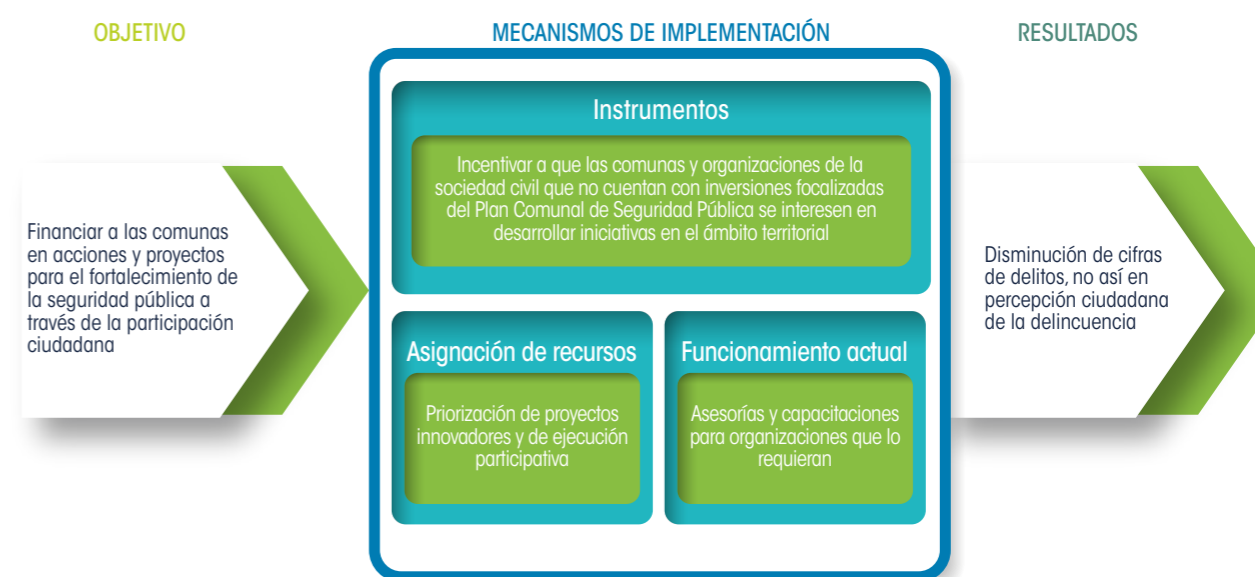 OBJETIVO
MECANISMOS DE IMPLEMENTACIÓN
RESULTADOS
Financiar a las comunas
en acciones y proyectos
para el fortalecimiento de
la seguridad pública a
través de la participación
ciudadana
Instrumentos
Incentivar a que las comunas y organizaciones de la
sociedad civil que no cuentan con inversiones focalizadas
del Plan Comunal de Seguridad Pública se interesen en
desarrollar iniciativas en el ámbito territorial
Asignación de recursos
Priorización de proyectos
innovadores y de ejecución
participativa
Funcionamiento actual
Asesorías y capacitaciones
para organizaciones que lo
requieran
Disminución de cifras
de delitos, no así en
percepción ciudadana
de la delincuencia